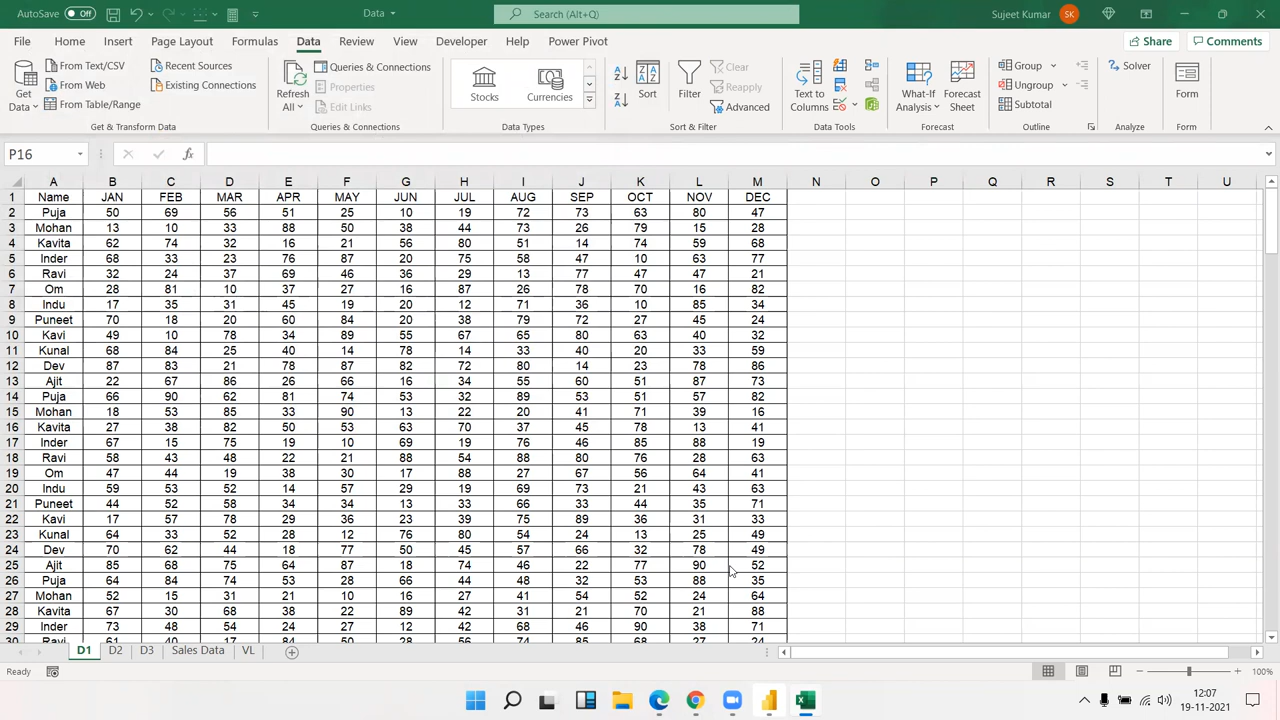 AutoSave Off Data Search (Alt+Q) Sujeet Kumar SK
File Home Insert Page Layout Formulas Data Review View Developer Help Power Pivot Share Comments
Get Data From Text/CSV From Web From Table/Range Recent Sources Existing Connections Refresh All Queries & Connections Properties Edit Links Stocks Currencies Sort Filter Clear Reapply Advanced Text to Columns What-If Analysis Forecast Sheet Group Ungroup Subtotal Solver Form
Get & Transform Data Queries & Connections Data Types Sort & Filter Data Tools Forecast Outline Analyze Form
P16 fx
A B C D E F G H I J K L M N O P Q R S T U
1 Name JAN FEB MAR APR MAY JUN JUL AUG SEP OCT NOV DEC
2 Puja 50 69 56 51 25 10 19 72 73 63 80 47
3 Mohan 13 10 33 88 50 38 44 73 26 79 15 28
4 Kavita 62 74 32 16 21 56 80 51 14 74 59 68
5 Inder 68 33 23 76 87 20 75 58 47 10 63 77
6 Ravi 32 24 37 69 46 36 29 13 77 47 47 21
7 Om 28 81 10 37 27 16 87 26 78 70 16 82
8 Indu 17 35 31 45 19 20 12 71 36 10 85 34
9 Puneet 70 18 20 60 84 20 38 79 72 27 45 24
10 Kavi 49 10 78 34 89 55 67 65 80 63 40 32
11 Kunal 68 84 25 40 14 78 14 33 40 20 33 59
12 Dev 87 83 21 78 87 82 72 80 14 23 78 86
13 Ajit 22 67 86 26 66 16 34 55 60 51 87 73
14 Puja 66 90 62 81 74 53 32 89 53 51 57 82
15 Mohan 18 53 85 33 90 13 22 20 41 71 39 16
16 Kavita 27 38 82 50 53 63 70 37 45 78 13 41
17 Inder 67 15 75 19 10 69 19 76 46 85 88 19
18 Ravi 58 43 48 22 21 88 54 88 80 76 28 63
19 Om 47 44 19 38 30 17 88 27 67 56 64 41
20 Indu 59 53 52 14 57 29 19 69 73 21 43 63
21 Puneet 44 52 58 34 34 13 33 66 33 44 35 71
22 Kavi 17 57 78 29 36 23 39 75 89 36 31 33
23 Kunal 64 33 52 28 12 76 80 54 24 13 25 49
24 Dev 70 62 44 18 77 50 45 57 66 32 78 49
25 Ajit 85 68 75 64 87 18 74 46 22 77 90 52
26 Puja 64 84 74 53 28 66 44 48 32 53 88 35
27 Mohan 52 15 31 21 10 16 27 41 54 52 24 64
28 Kavita 67 30 68 38 22 89 42 31 21 70 21 88
29 Inder 73 48 54 24 27 12 42 68 46 90 38 71
30 Ravi 61 40 17 84 50 28 56 74 85 68 27 24
D1 D2 D3 Sales Data VL
Ready 100%
12:07
19-11-2021